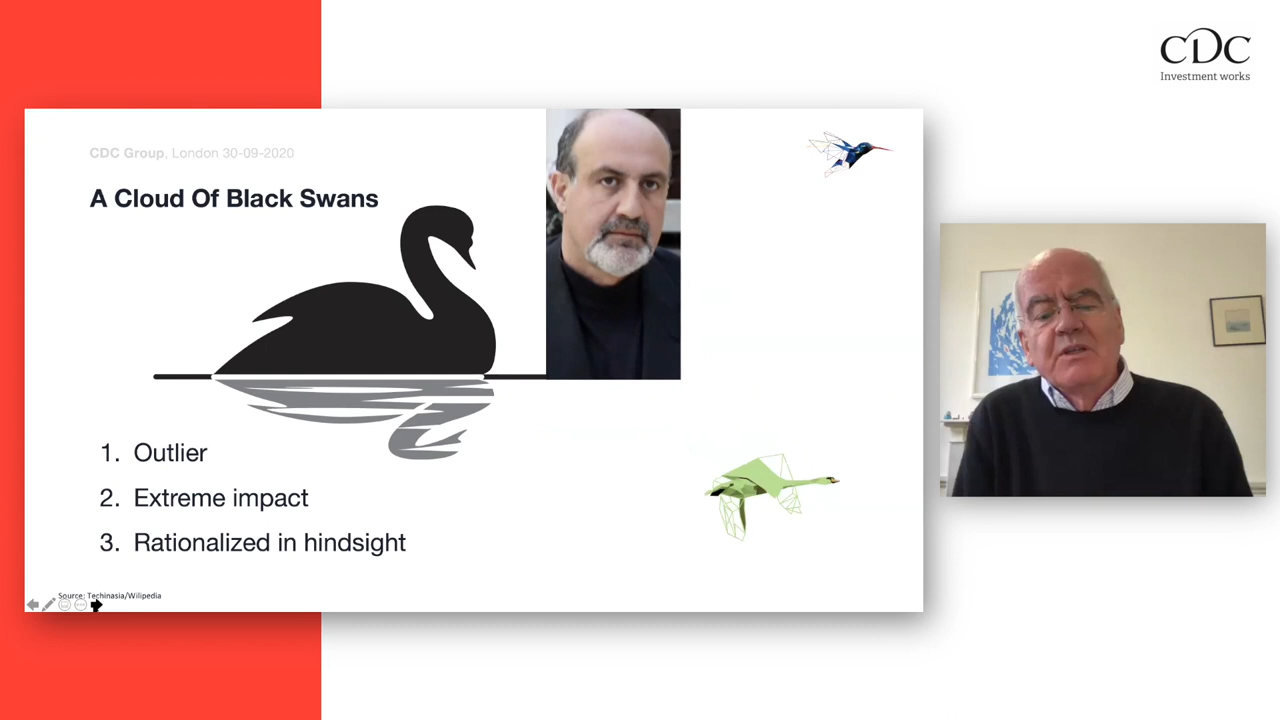 CDC
Investment works
CDC Group, London 30-09-2020
A Cloud Of Black Swans
1. Outlier
2. Extreme impact
3. Rationalized in hindsight
Source: Techinasia/Wilipedia